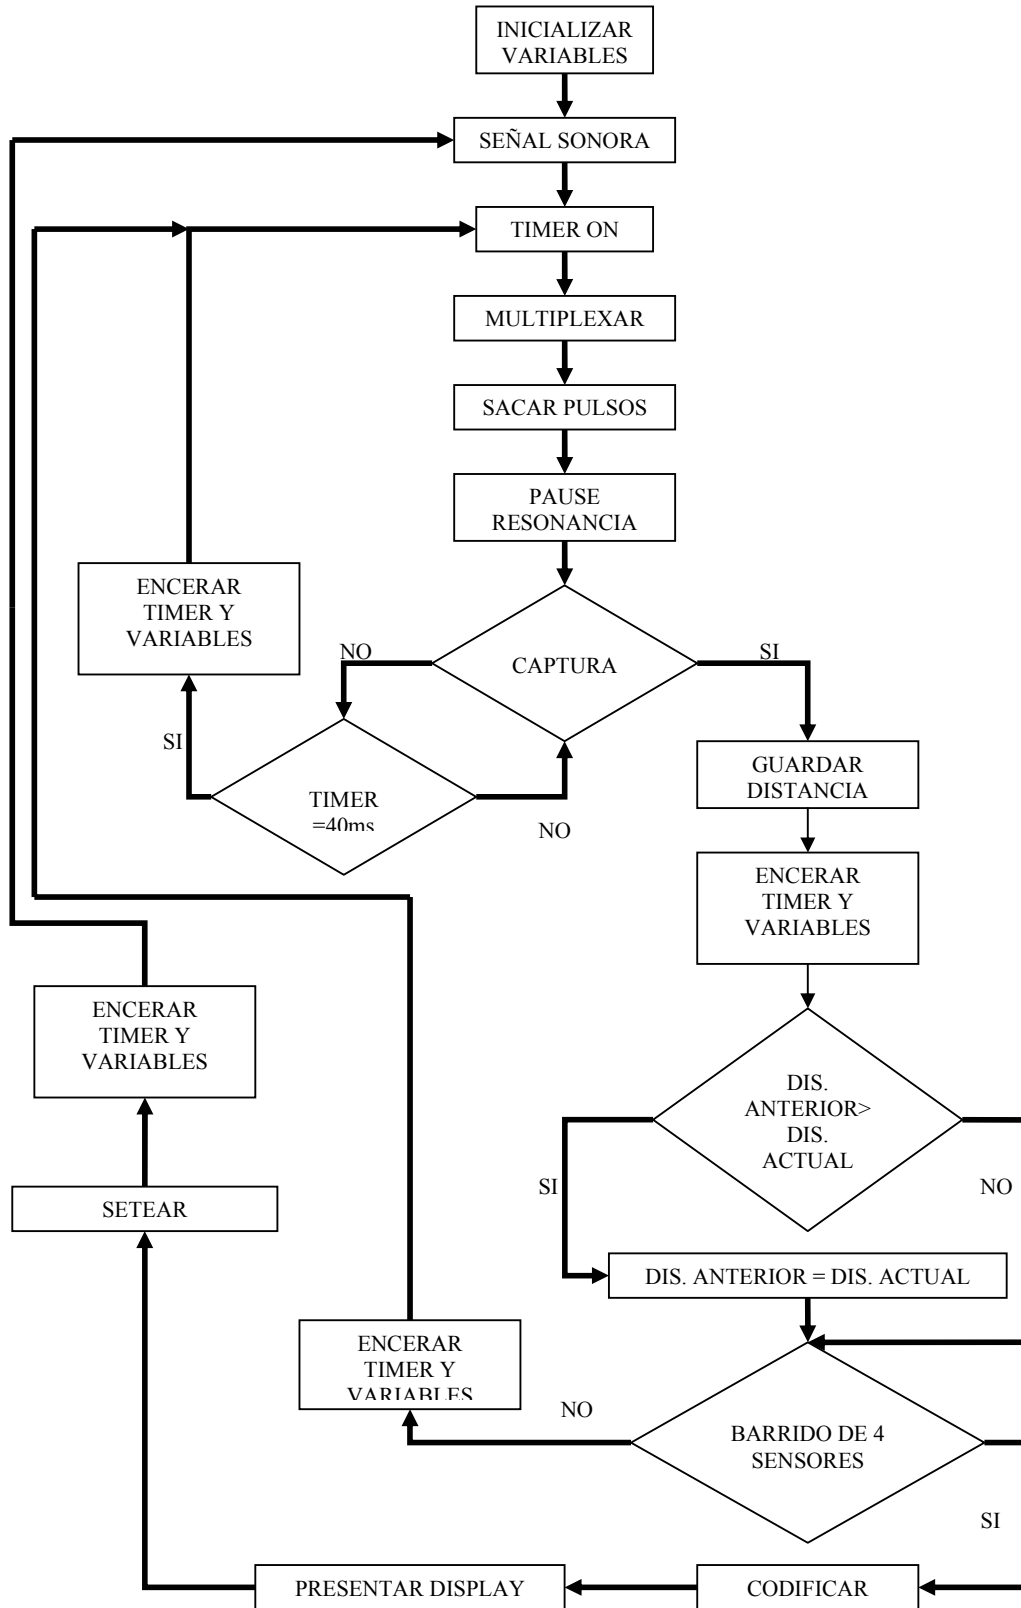 INICIALIZAR
VARIABLES
SEÑAL SONORA
TIMER ON
MULTIPLEXAR
SACAR PULSOS
PAUSE
RESONANCIA
ENCERAR
TIMER Y
VARIABLES
NO
CAPTURA
SI
SI
TIMER
=40ms
NO
GUARDAR
DISTANCIA
ENCERAR
TIMER Y
VARIABLES
ENCERAR
TIMER Y
VARIABLES
DIS.
ANTERIOR>
DIS.
ACTUAL
SI
NO
SETEAR
DIS. ANTERIOR = DIS. ACTUAL
ENCERAR
TIMER Y
VARIABLES
NO
BARRIDO DE 4
SENSORES
SI
PRESENTAR DISPLAY
CODIFICAR